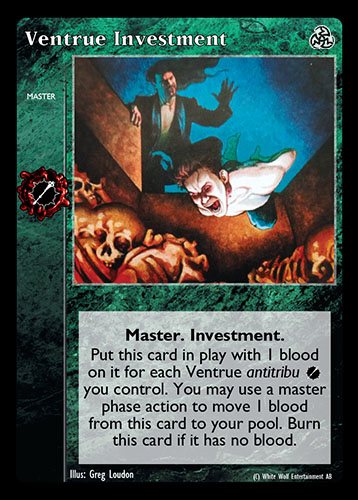 Ventrue Investment
MASTER
Master. Investment.
Put this card in play with 1 blood
on it for each Ventrue antitribu
you control. You may use a master
phase action to move 1 blood
from this card to your pool. Burn
this card if it has no blood.
Illus: Greg Loudon
(C) White Wolf Entertainment AB